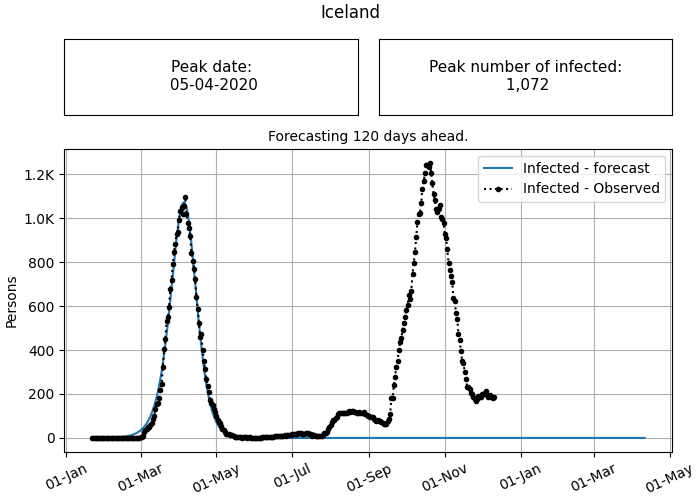 Iceland
Peak date:
05-04-2020
Peak number of infected:
1,072
Forecasting 120 days ahead.
Infected - forecast
Infected - Observed
Persons
1.2K
1.0K
800
600
400
200
0
01-Jan
01-Mar
01-May
01-Jul
01-Sep
01-Nov
01-Jan
01-Mar
01-May